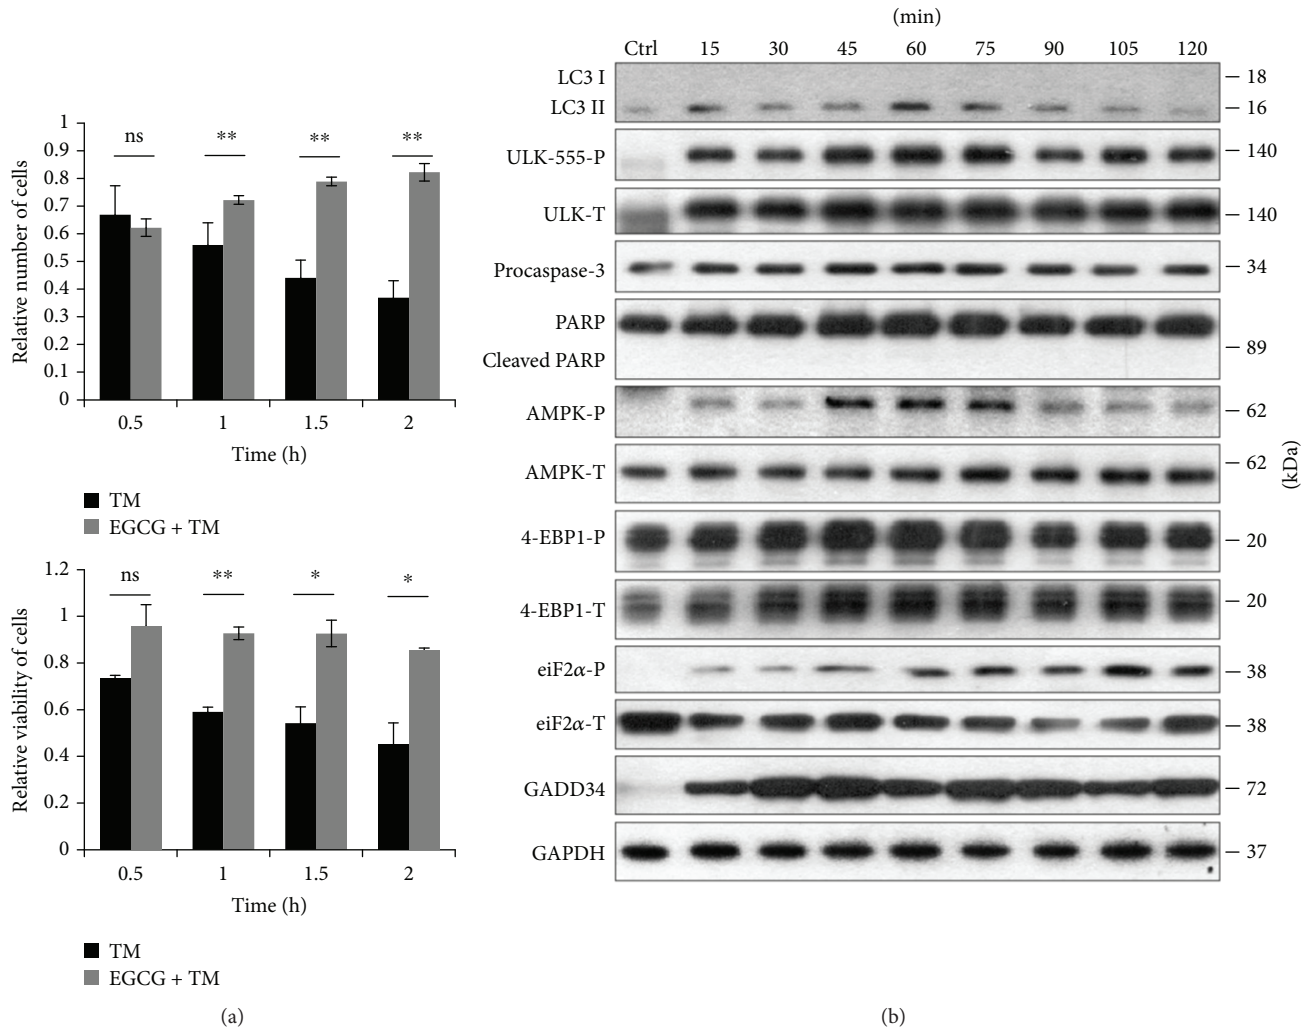 1
0.9
0.8
0.7
0.6
0.5
0.4
0.3
0.2
0.1
0
Relative number of cells
ns
**
**
**
0.5 1 1.5 2
Time (h)
TM
EGCG + TM
1.2
1
0.8
0.6
0.4
0.2
0
Relative viability of cells
ns
**
*
*
0.5 1 1.5 2
Time (h)
TM
EGCG + TM
(a)
(min)
Ctrl 15 30 45 60 75 90 105 120
LC3 I 18
LC3 II 16
ULK-555-P 140
ULK-T 140
Procaspase-3 34
PARP
89
Cleaved PARP
AMPK-P 62
AMPK-T 62
(kDa)
4-EBP1-P 20
4-EBP1-T 20
eiF2α-P 38
eiF2α-T 38
GADD34 72
GAPDH 37
(b)